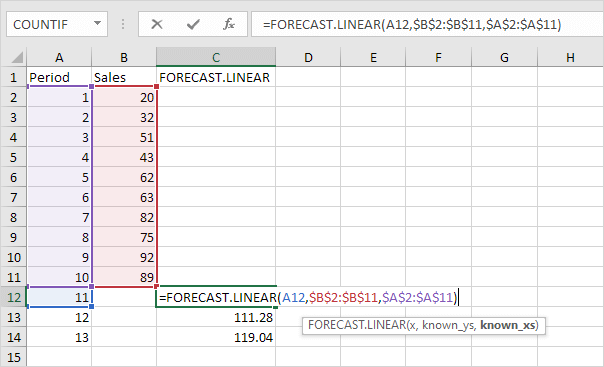 COUNTIF fx =FORECAST.LINEAR(A12,$B$2:$B$11,$A$2:$A$11)
A B C D E F G H
1 Period Sales FORECAST.LINEAR
2 1 20
3 2 32
4 3 51
5 4 43
6 5 62
7 6 63
8 7 82
9 8 75
10 9 92
11 10 89
12 11 =FORECAST.LINEAR(A12,$B$2:$B$11,$A$2:$A$11)
13 12 111.28
FORECAST.LINEAR(x, known_ys, known_xs)
14 13 119.04
15